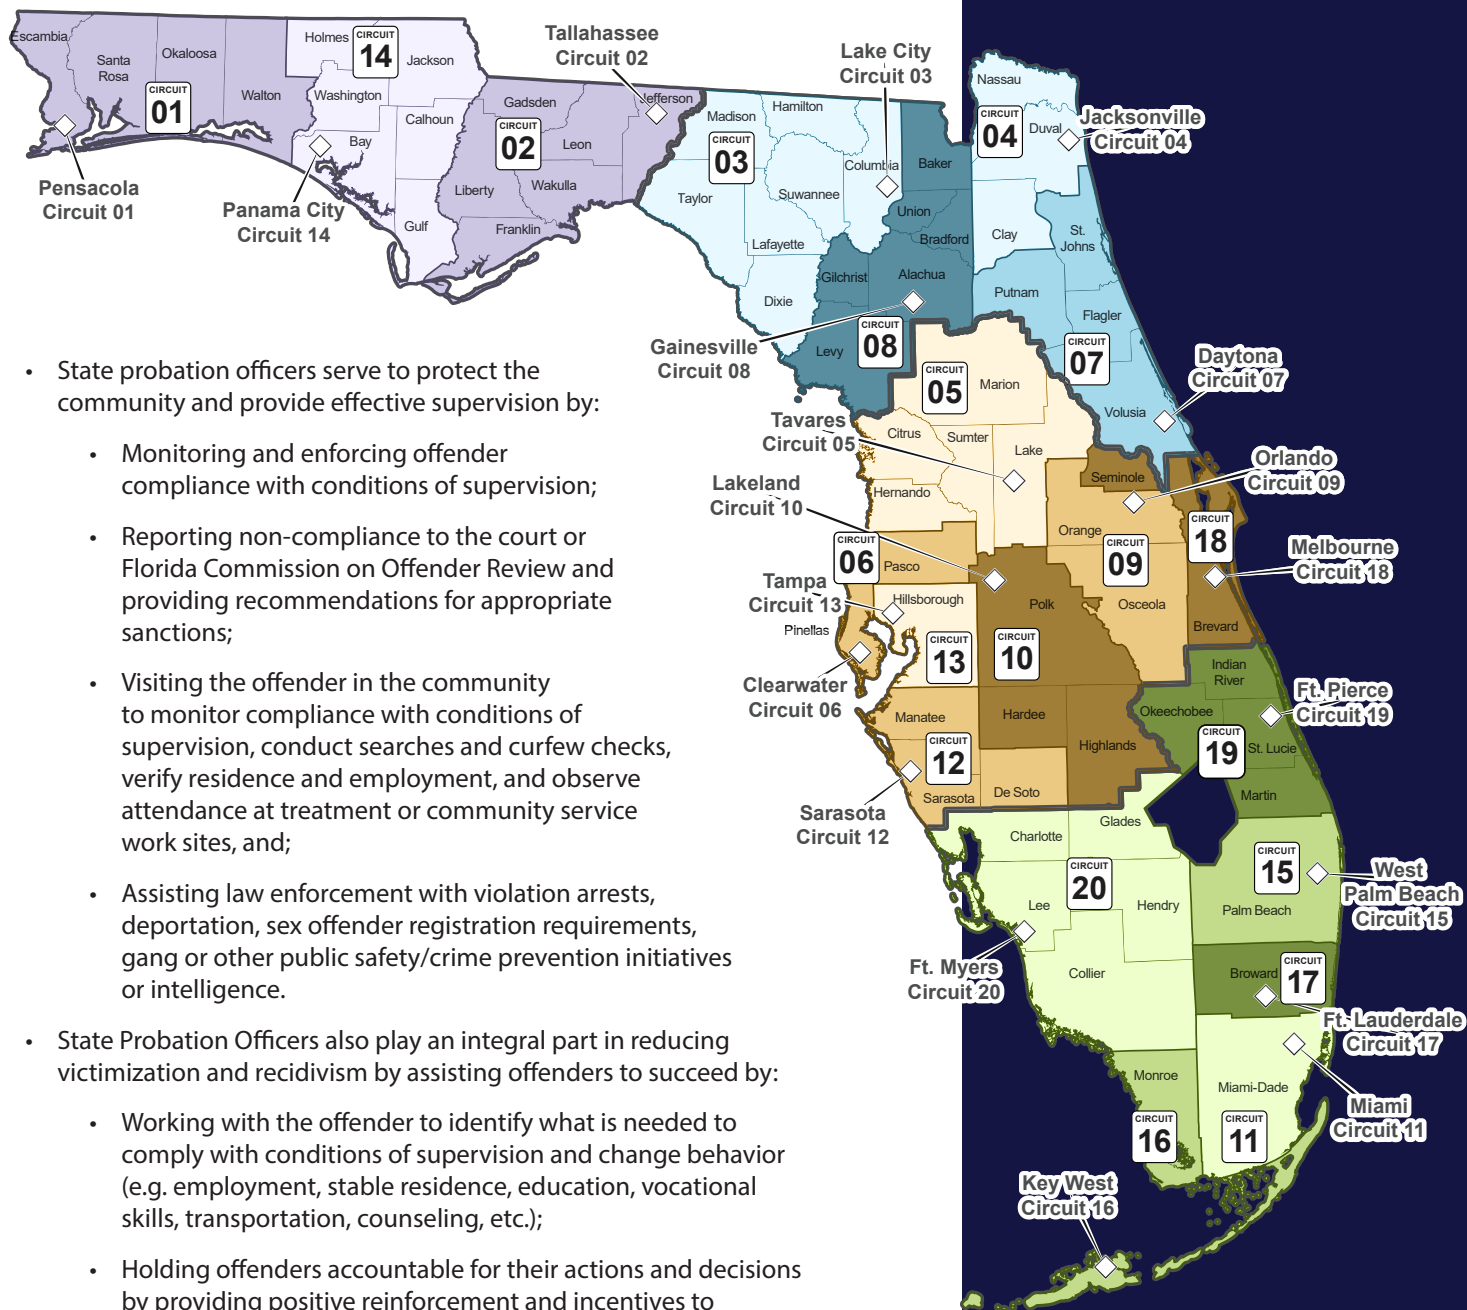 Escambia
Santa
Rosa
Okaloosa
Walton
CIRCUIT
01
Holmes
CIRCUIT
14
Jackson
Washington
Calhoun
Bay
Gulf
Tallahassee
Circuit 02
Gadsden
Jefferson
CIRCUIT
02
Leon
Liberty
Wakulla
Franklin
Pensacola
Circuit 01
Panama City
Circuit 14
Lake City
Circuit 03
Madison
Hamilton
CIRCUIT
03
Columbia
Taylor
Suwannee
Lafayette
Dixie
Baker
Union
Bradford
Gilchrist
Alachua
Levy
CIRCUIT
08
Gainesville
Circuit 08
Nassau
CIRCUIT
04
Duval
Clay
Jacksonville
Circuit 04
St.
Johns
Putnam
Flagler
CIRCUIT
07
Volusia
Daytona
Circuit 07
CIRCUIT
05
Marion
Citrus
Sumter
Lake
Hernando
Tavares
Circuit 05
Lakeland
Circuit 10
Seminole
Orlando
Circuit 09
Orange
CIRCUIT
09
Osceola
CIRCUIT
18
Brevard
Melbourne
Circuit 18
CIRCUIT
06
Pasco
Tampa
Circuit 13
Hillsborough
Pinellas
CIRCUIT
13
Polk
CIRCUIT
10
Clearwater
Circuit 06
Manatee
Hardee
Highlands
CIRCUIT
12
Sarasota
De Soto
Sarasota
Circuit 12
Indian
River
Okeechobee
CIRCUIT
19
St. Lucie
Martin
Ft. Pierce
Circuit 19
Charlotte
Glades
CIRCUIT
20
Lee
Hendry
Collier
Ft. Myers
Circuit 20
CIRCUIT
15
Palm Beach
West
Palm Beach
Circuit 15
Broward
CIRCUIT
17
Ft. Lauderdale
Circuit 17
Monroe
CIRCUIT
16
Miami-Dade
CIRCUIT
11
Miami
Circuit 11
Key West
Circuit 16
• State probation officers serve to protect the
community and provide effective supervision by:
• Monitoring and enforcing offender
compliance with conditions of supervision;
• Reporting non-compliance to the court or
Florida Commission on Offender Review and
providing recommendations for appropriate
sanctions;
• Visiting the offender in the community
to monitor compliance with conditions of
supervision, conduct searches and curfew checks,
verify residence and employment, and observe
attendance at treatment or community service
work sites, and;
• Assisting law enforcement with violation arrests,
deportation, sex offender registration requirements,
gang or other public safety/crime prevention initiatives
or intelligence.
• State Probation Officers also play an integral part in reducing
victimization and recidivism by assisting offenders to succeed by:
• Working with the offender to identify what is needed to
comply with conditions of supervision and change behavior
(e.g. employment, stable residence, education, vocational
skills, transportation, counseling, etc.);
• Holding offenders accountable for their actions and decisions
by providing positive reinforcement and incentives to